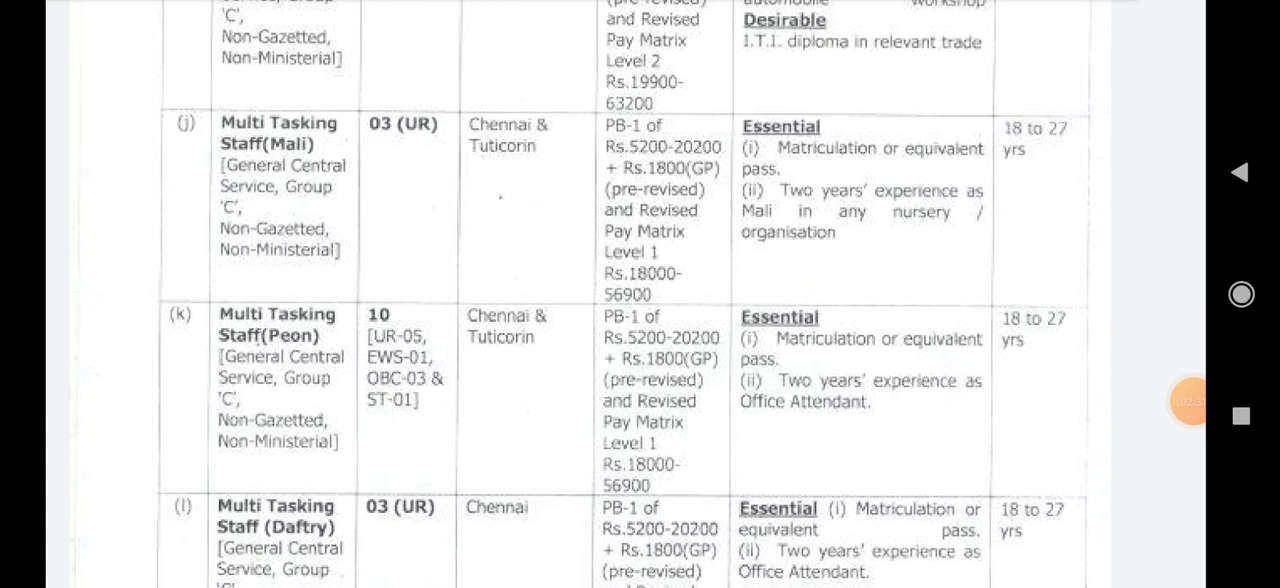 Service, Group
'C',
Non-Gazetted,
Non-Ministerial]
(pre-revised)
and Revised
Pay Matrix
Level 2
Rs.19900-
63200
automobile workshop
Desirable
I.T.I. diploma in relevant trade
(j)
Multi Tasking
Staff(Mali)
[General Central
Service, Group
'C',
Non-Gazetted,
Non-Ministerial]
03 (UR)
Chennai &
Tuticorin
PB-1 of
Rs.5200-20200
+ Rs.1800(GP)
(pre-revised)
and Revised
Pay Matrix
Level 1
Rs.18000-
56900
Essential
(i) Matriculation or equivalent
pass.
(ii) Two years' experience as
Mali in any nursery /
organisation
18 to 27
yrs
(k)
Multi Tasking
Staff(Peon)
[General Central
Service, Group
'C',
Non-Gazetted,
Non-Ministerial]
10
[UR-05,
EWS-01,
OBC-03 &
ST-01]
Chennai &
Tuticorin
PB-1 of
Rs.5200-20200
+ Rs.1800(GP)
(pre-revised)
and Revised
Pay Matrix
Level 1
Rs.18000-
56900
Essential
(i) Matriculation or equivalent
pass.
(ii) Two years' experience as
Office Attendant.
18 to 27
yrs
(l)
Multi Tasking
Staff (Daftry)
[General Central
Service, Group
'C',
03 (UR)
Chennai
PB-1 of
Rs.5200-20200
+ Rs.1800(GP)
(pre-revised)
Essential (i) Matriculation or
equivalent pass.
(ii) Two years' experience as
Office Attendant.
18 to 27
yrs